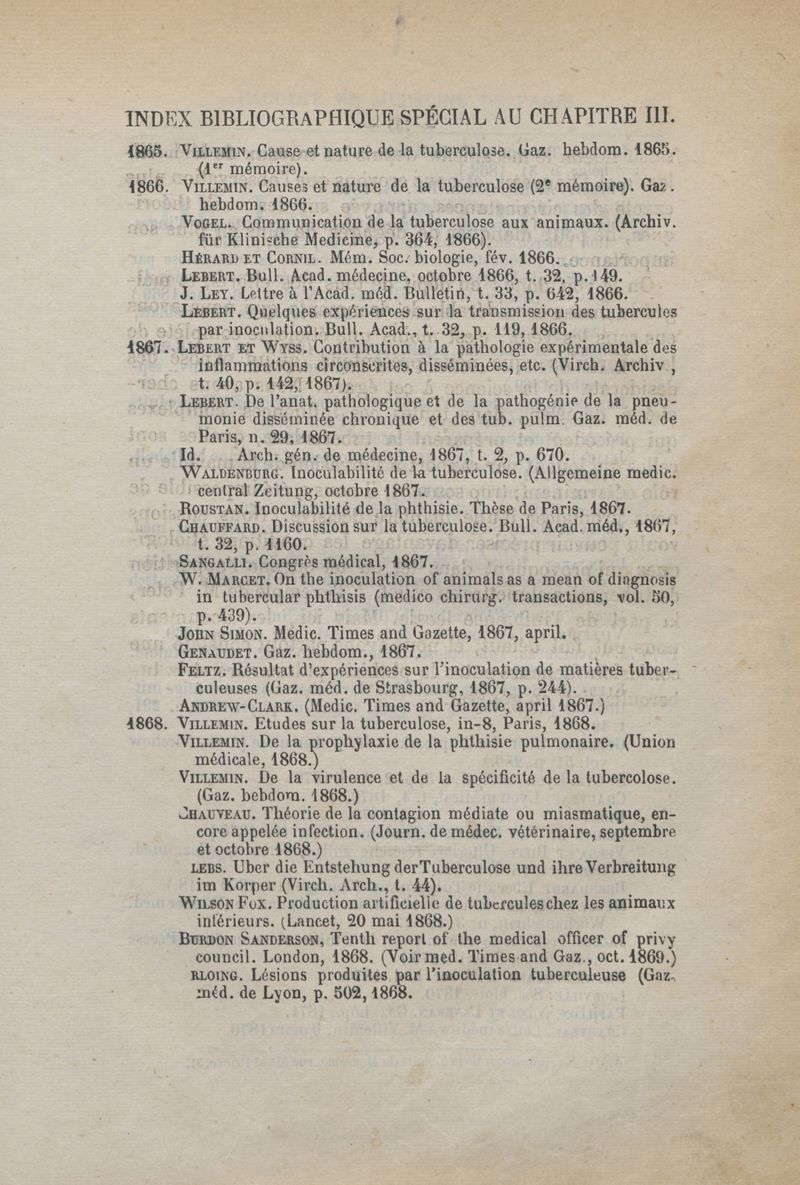 INDEX BIBLIOGRAPHIQUE SPÉCIAL AU CHAPITRE III.
1865. VILLEMIN. Cause et nature de la tuberculose. Gaz. hebdom. 1865.
(1er mémoire).
1866. VILLEMIN. Causes et nature de la tuberculose (2e mémoire). Gaz.
hebdom. 1866.
VOGEL. Communication de la tuberculose aux animaux. (Archiv.
für Klinische Medicine, p. 364, 1866).
HÉRARD ET CORNIL. Mém. Soc. biologie, fév. 1866.
LEBERT. Bull. Acad. médecine, octobre 1866, t. 32, p. 149.
J. LEY. Lettre à l'Acad. méd. Bulletin, t. 33, p. 642, 1866.
LEBERT. Quelques expériences sur la transmission des tubercules
par inoculation. Bull. Acad., t. 32, p. 119, 1866.
1867. LEBERT ET WYSS. Contribution à la pathologie expérimentale des
inflammations circonscrites, disséminées, etc. (Virch. Archiv,
t. 40, p. 142, 1867).
LEBERT. De l'anat. pathologique et de la pathogénie de la pneu-
monie disséminée chronique et des tub. pulm. Gaz. méd. de
Paris, n. 29, 1867.
Id. Arch. gén. de médecine, 1867, t. 2, p. 670.
WALDENBURG. Inoculabilité de la tuberculose. (Allgemeine medic.
central Zeitung, octobre 1867.
ROUSTAN. Inoculabilité de la phthisie. Thèse de Paris, 1867.
CHAUFFARD. Discussion sur la tuberculose. Bull. Acad. méd., 1867,
t. 32, p. 1160.
SANGALLI. Congrès médical, 1867.
W. MARCET. On the inoculation of animals as a mean of diagnosis
in tubercular phthisis (medico chirurg. transactions, vol. 50,
p. 439).
JOHN SIMON. Medic. Times and Gazette, 1867, april.
GENAUDET. Gaz. hebdom., 1867.
FELTZ. Résultat d'expériences sur l'inoculation de matières tuber-
culeuses (Gaz. méd. de Strasbourg, 1867, p. 244).
ANDREW-CLARK. (Medic. Times and Gazette, april 1867.)
1868. VILLEMIN. Etudes sur la tuberculose, in-8, Paris, 1868.
VILLEMIN. De la prophylaxie de la phthisie pulmonaire. (Union
médicale, 1868.)
VILLEMIN. De la virulence et de la spécificité de la tubercolose.
(Gaz. hebdom. 1868.)
CHAUVEAU. Théorie de la contagion médiate ou miasmatique, en-
core appelée infection. (Journ. de médec. vétérinaire, septembre
et octobre 1868.)
LEBS. Uber die Entstehung der Tuberculose und ihre Verbreitung
im Korper (Virch. Arch., t. 44).
WILSON FOX. Production artificielle de tubercules chez les animaux
inférieurs. (Lancet, 20 mai 1868.)
BURDON SANDERSON, Tenth report of the medical officer of privy
council. London, 1868. (Voir med. Times and Gaz., oct. 1869.)
RLOING. Lésions produites par l'inoculation tuberculeuse (Gaz.
méd. de Lyon, p. 502, 1868.